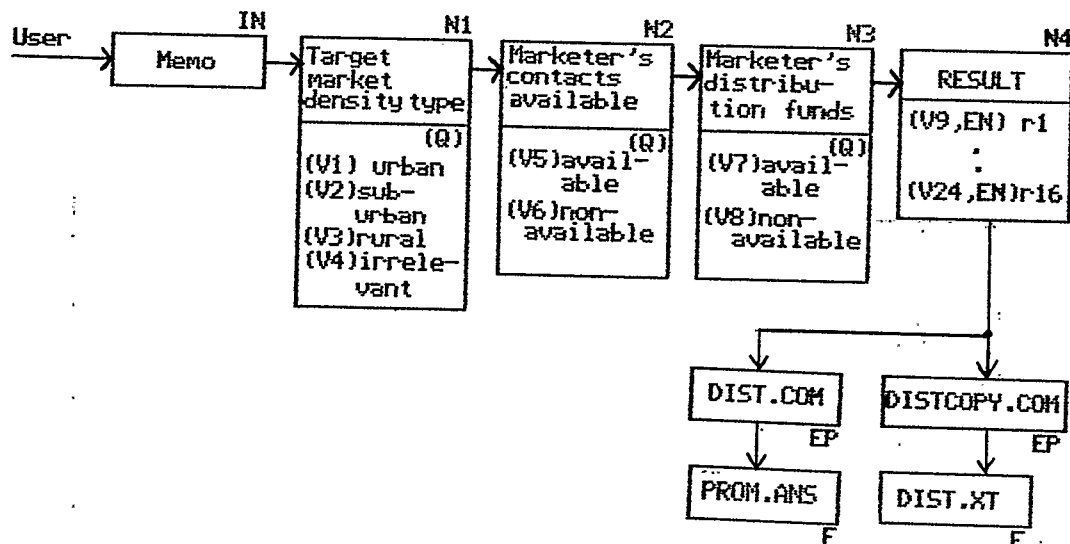 User
IN
Memo
N1
Target
market
density type
(Q)
(V1) urban
(V2)sub-
urban
(V3)rural
(V4)irrele-
vant
N2
Marketer's
contacts
available
(Q)
(V5)avail-
able
(V6)non-
available
N3
Marketer's
distribu-
tion funds
(Q)
(V7)avail-
able
(V8)non-
available
N4
RESULT
(V9,EN) r1
.
.
(V24,EN)r16
DIST.COM
EP
DISTCOPY.COM
EP
PROM.ANS
F
DIST.XT
F